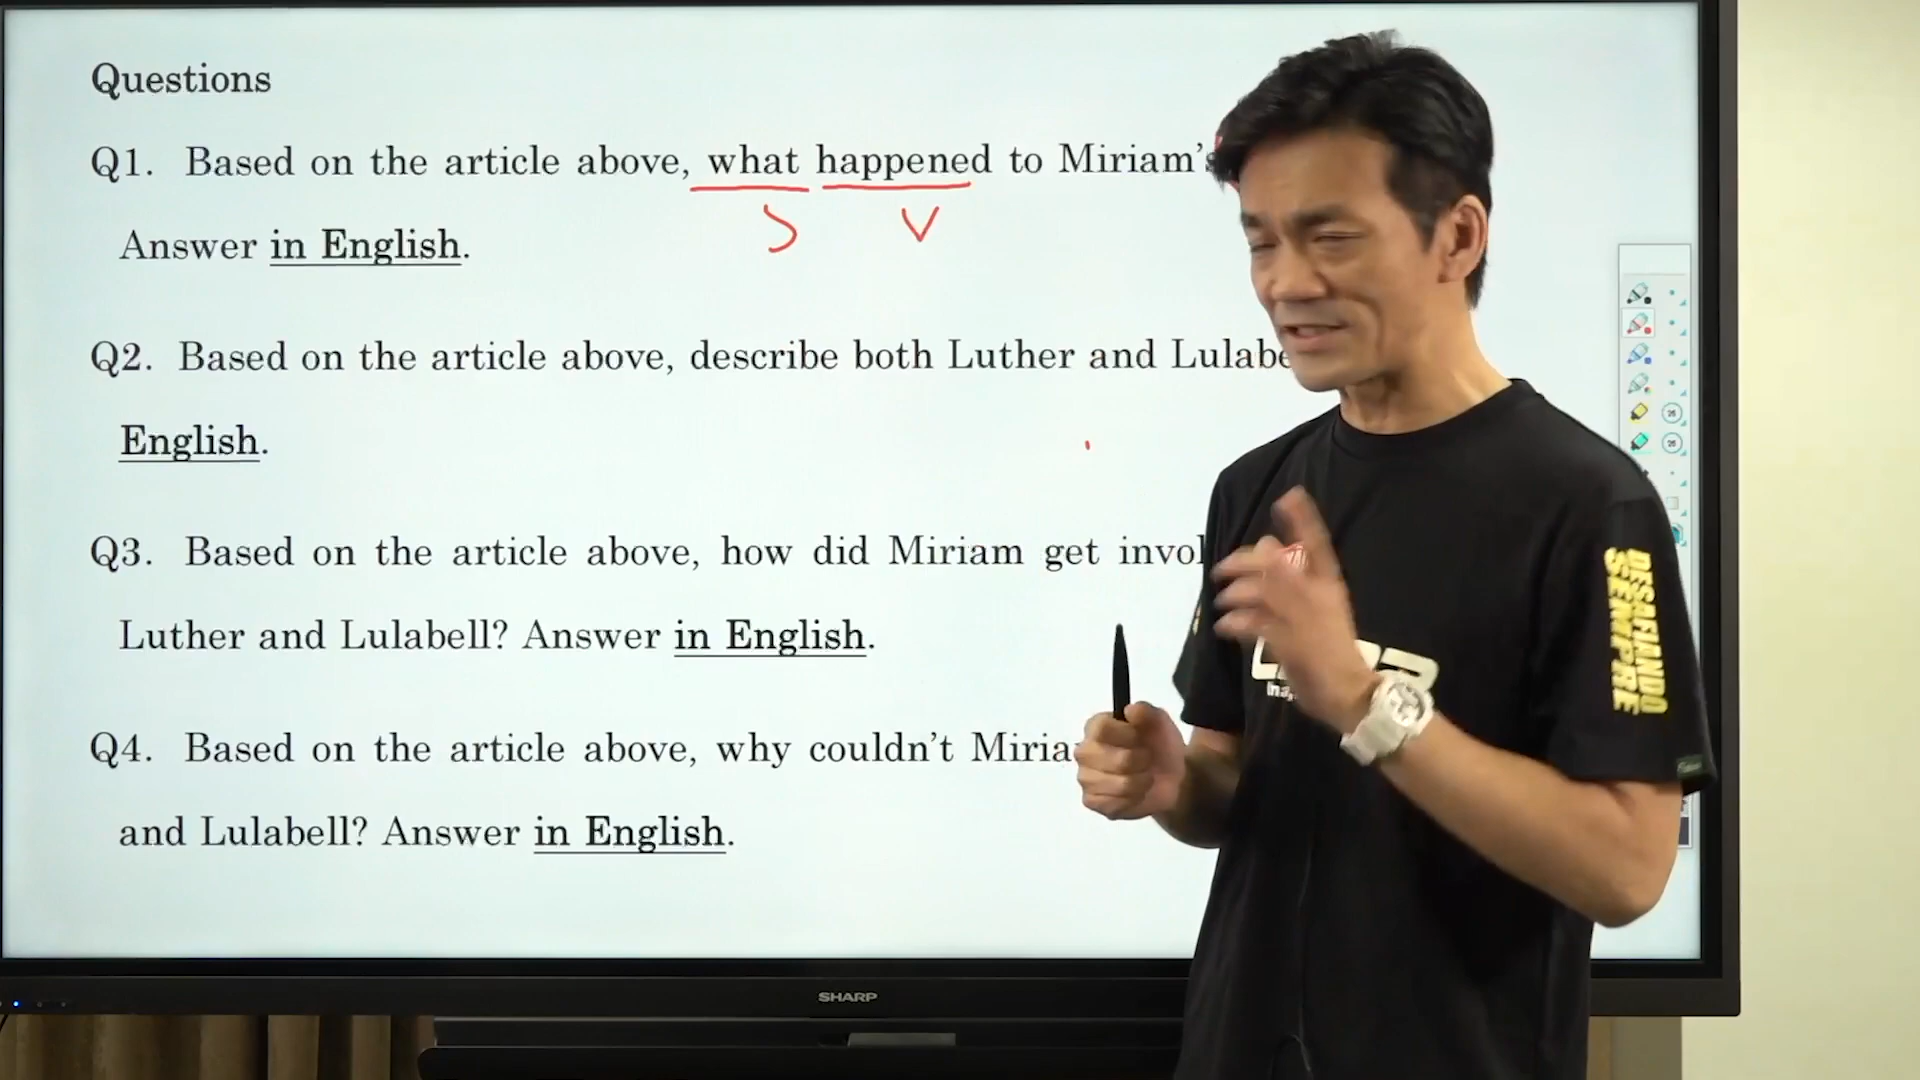 Questions
Q1. Based on the article above, what happened to Miriam's
S V
Answer in English.
Q2. Based on the article above, describe both Luther and
English.
Q3. Based on the article above, how did Miriam get
Luther and Lulabell? Answer in English.
Q4. Based on the article above, why couldn't
and Lulabell? Answer in English.
DESAFIANDO
SEMPRE
SHARP